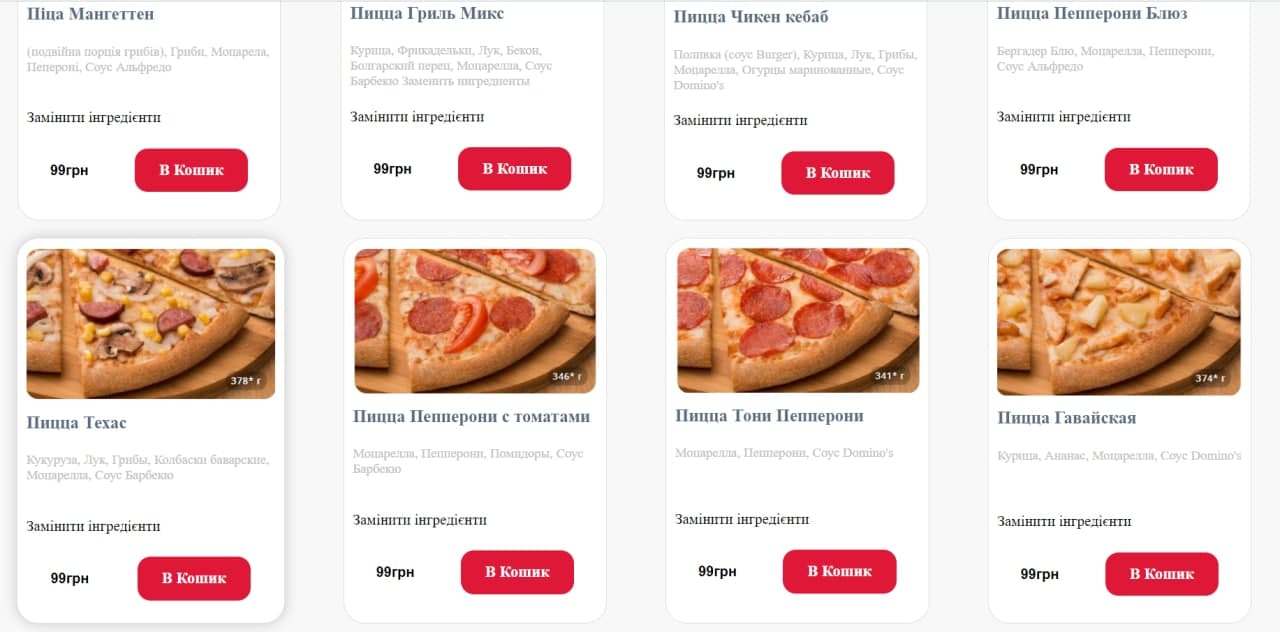 Піца Мангеттен
(подвійна порція грибів), Гриби, Моцарела,
Пепероні, Соус Альфредо
Замінити інгредієнти
99грн
В Кошик
Пицца Гриль Микс
Курица, Фрикадельки, Лук, Бекон,
Болгарский перец, Моцарелла, Соус
Барбекю Заменить ингредиенты
Замінити інгредієнти
99грн
В Кошик
Пицца Чикен кебаб
Поливка (соус Burger), Курица, Лук, Грибы,
Моцарелла, Огурцы маринованные, Соус
Domino's
Замінити інгредієнти
99грн
В Кошик
Пицца Пепперони Блюз
Бергадер Блю, Моцарелла, Пепперони,
Соус Альфредо
Замінити інгредієнти
99грн
В Кошик
378* г
Пицца Техас
Кукуруза, Лук, Грибы, Колбаски баварские,
Моцарелла, Соус Барбекю
Замінити інгредієнти
99грн
В Кошик
346* г
Пицца Пепперони с томатами
Моцарелла, Пепперони, Помидоры, Соус
Барбекю
Замінити інгредієнти
99грн
В Кошик
341* г
Пицца Тони Пепперони
Моцарелла, Пепперони, Соус Domino's
Замінити інгредієнти
99грн
В Кошик
374* г
Пицца Гавайская
Курица, Ананас, Моцарелла, Соус Domino's
Замінити інгредієнти
99грн
В Кошик